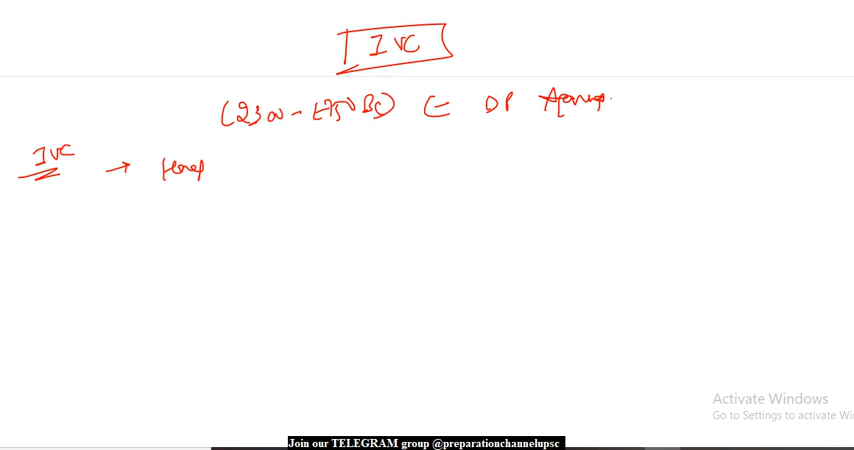 IVC
(2300 - 1750 BC) ⊂ DP
IVC →
Activate Windows
Go to Settings to activate Wi
Join our TELEGRAM group @preparationchannelupsc